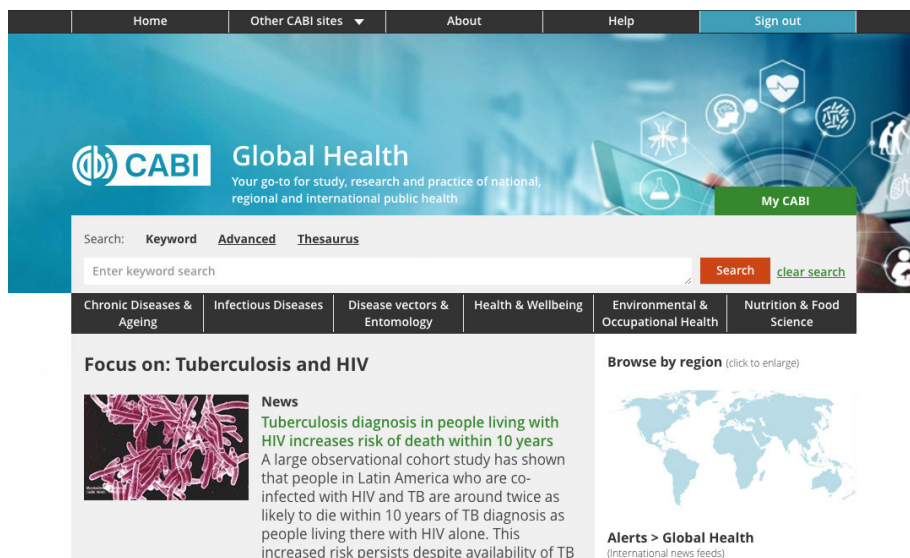 Home
Other CABI sites
About
Help
Sign out
CABI
Global Health
Your go-to for study, research and practice of national,
regional and international public health
My CABI
Search: Keyword Advanced Thesaurus
Enter keyword search
Search
clear search
Chronic Diseases &
Ageing
Infectious Diseases
Disease vectors &
Entomology
Health & Wellbeing
Environmental &
Occupational Health
Nutrition & Food
Science
Focus on: Tuberculosis and HIV
News
Tuberculosis diagnosis in people living with
HIV increases risk of death within 10 years
A large observational cohort study has shown
that people in Latin America who are co-
infected with HIV and TB are around twice as
likely to die within 10 years of TB diagnosis as
people living there with HIV alone. This
increased risk persists despite availability of TB
Browse by region (click to enlarge)
Alerts > Global Health
(International news feeds)